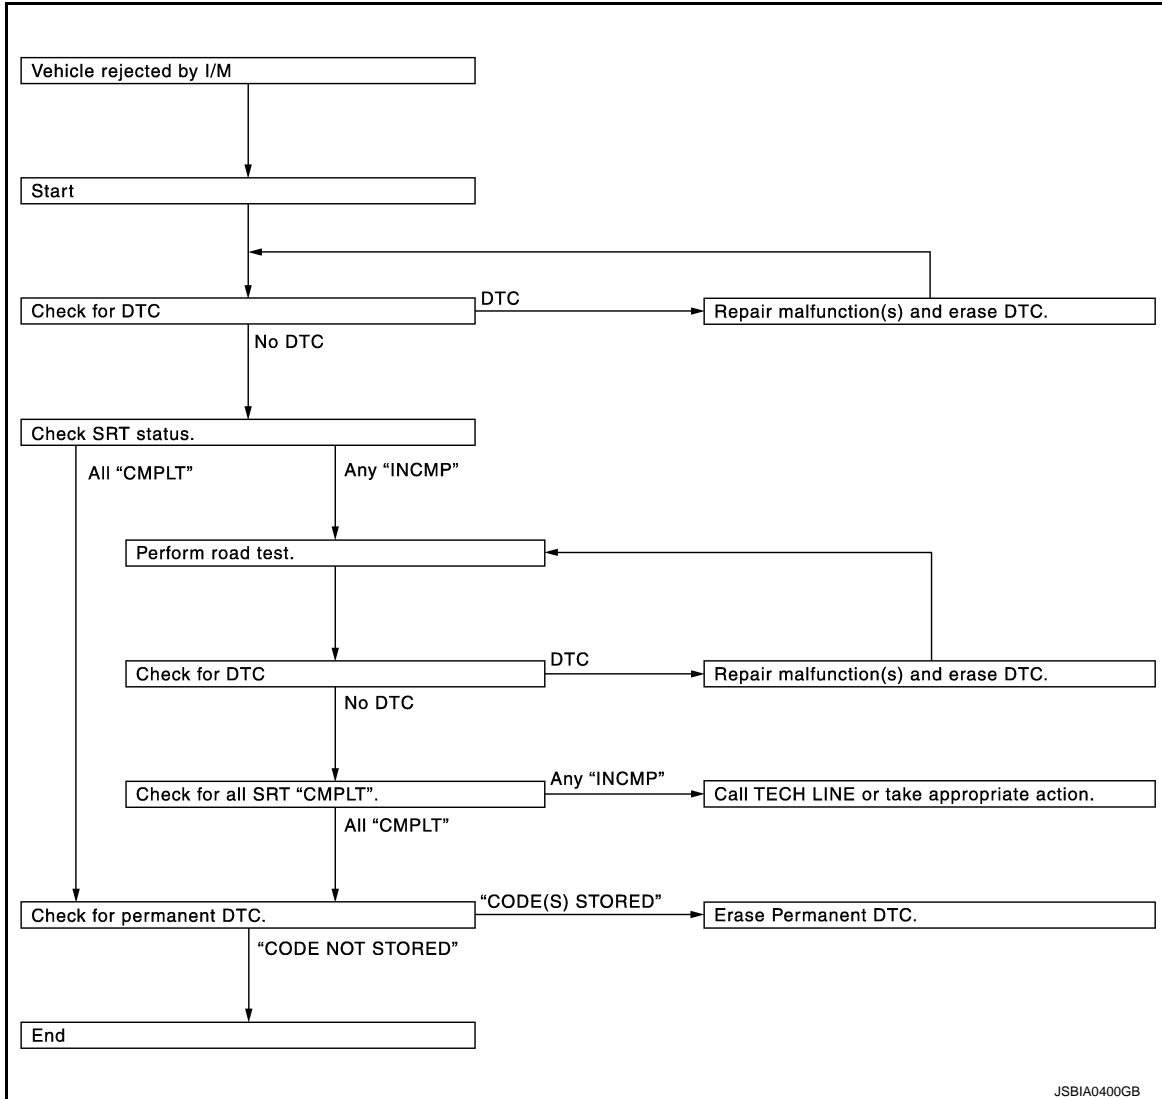 Vehicle rejected by I/M
Start
Check for DTC
DTC
Repair malfunction(s) and erase DTC.
No DTC
Check SRT status.
All “CMPLT”
Any “INCMP”
Perform road test.
Check for DTC
DTC
Repair malfunction(s) and erase DTC.
No DTC
Check for all SRT “CMPLT”.
Any “INCMP”
Call TECH LINE or take appropriate action.
All “CMPLT”
Check for permanent DTC.
“CODE(S) STORED”
Erase Permanent DTC.
“CODE NOT STORED”
End
JSBIA0400GB